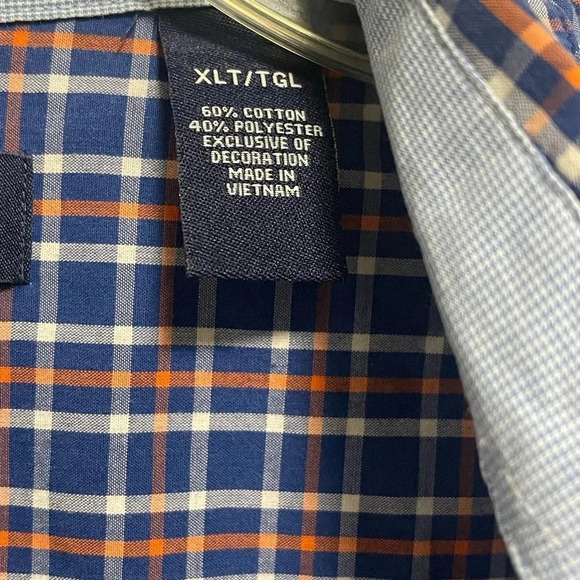 XLT/TGL
60% COTTON
40% POLYESTER
EXCLUSIVE OF
DECORATION
MADE IN
VIETNAM